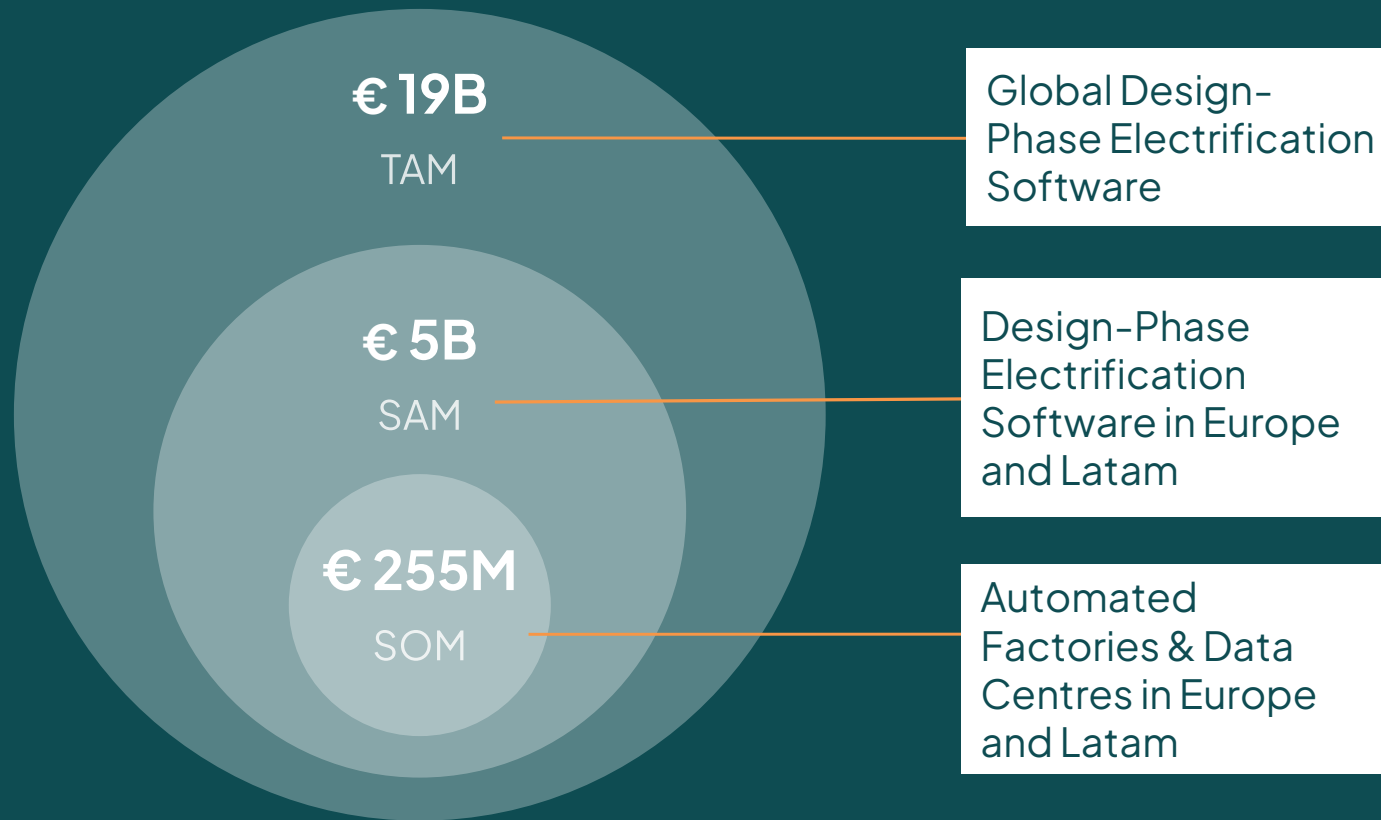 € 19B
TAM
Global Design-
Phase Electrification
Software
€ 5B
SAM
Design-Phase
Electrification
Software in Europe
and Latam
€ 255M
SOM
Automated
Factories & Data
Centres in Europe
and Latam